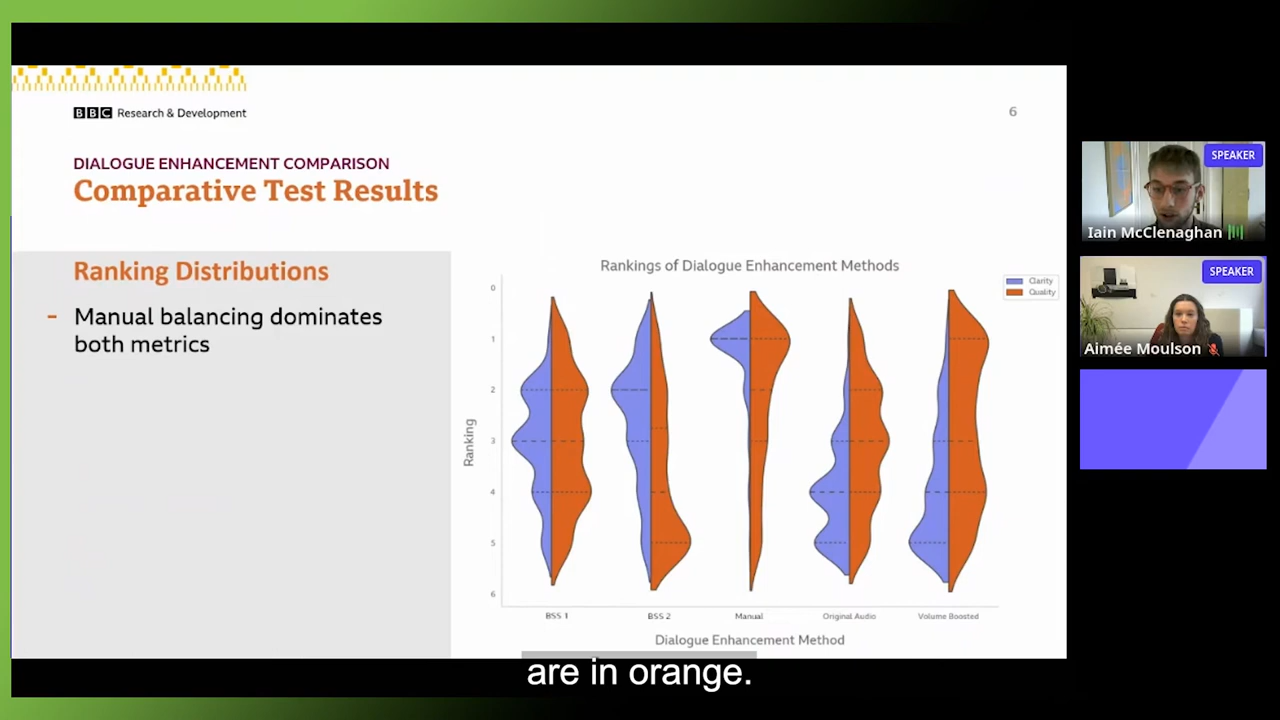 BBC Research & Development
6
DIALOGUE ENHANCEMENT COMPARISON
Comparative Test Results
Ranking Distributions
- Manual balancing dominates
both metrics
Rankings of Dialogue Enhancement Methods
Clarity
Quality
Ranking
0
1
2
3
4
5
6
BSS 1
BSS 2
Manual
Original Audio
Volume Boosted
Dialogue Enhancement Method
SPEAKER
Iain McClenaghan
SPEAKER
Aimée Moulson
are in orange.